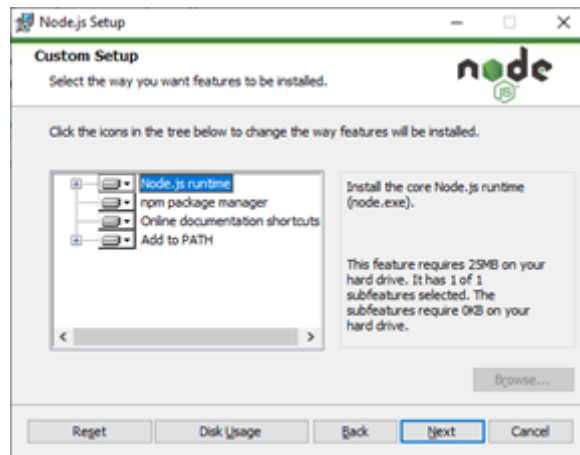 Node.js Setup
Custom Setup
Select the way you want features to be installed.
node
JS
Click the icons in the tree below to change the way features will be installed.
Node.js runtime
npm package manager
Online documentation shortcuts
Add to PATH
Install the core Node.js runtime
(node.exe).
This feature requires 25MB on your
hard drive. It has 1 of 1
subfeatures selected. The
subfeatures require 0KB on your
hard drive.
Browse...
Reset
Disk Usage
Back
Next
Cancel